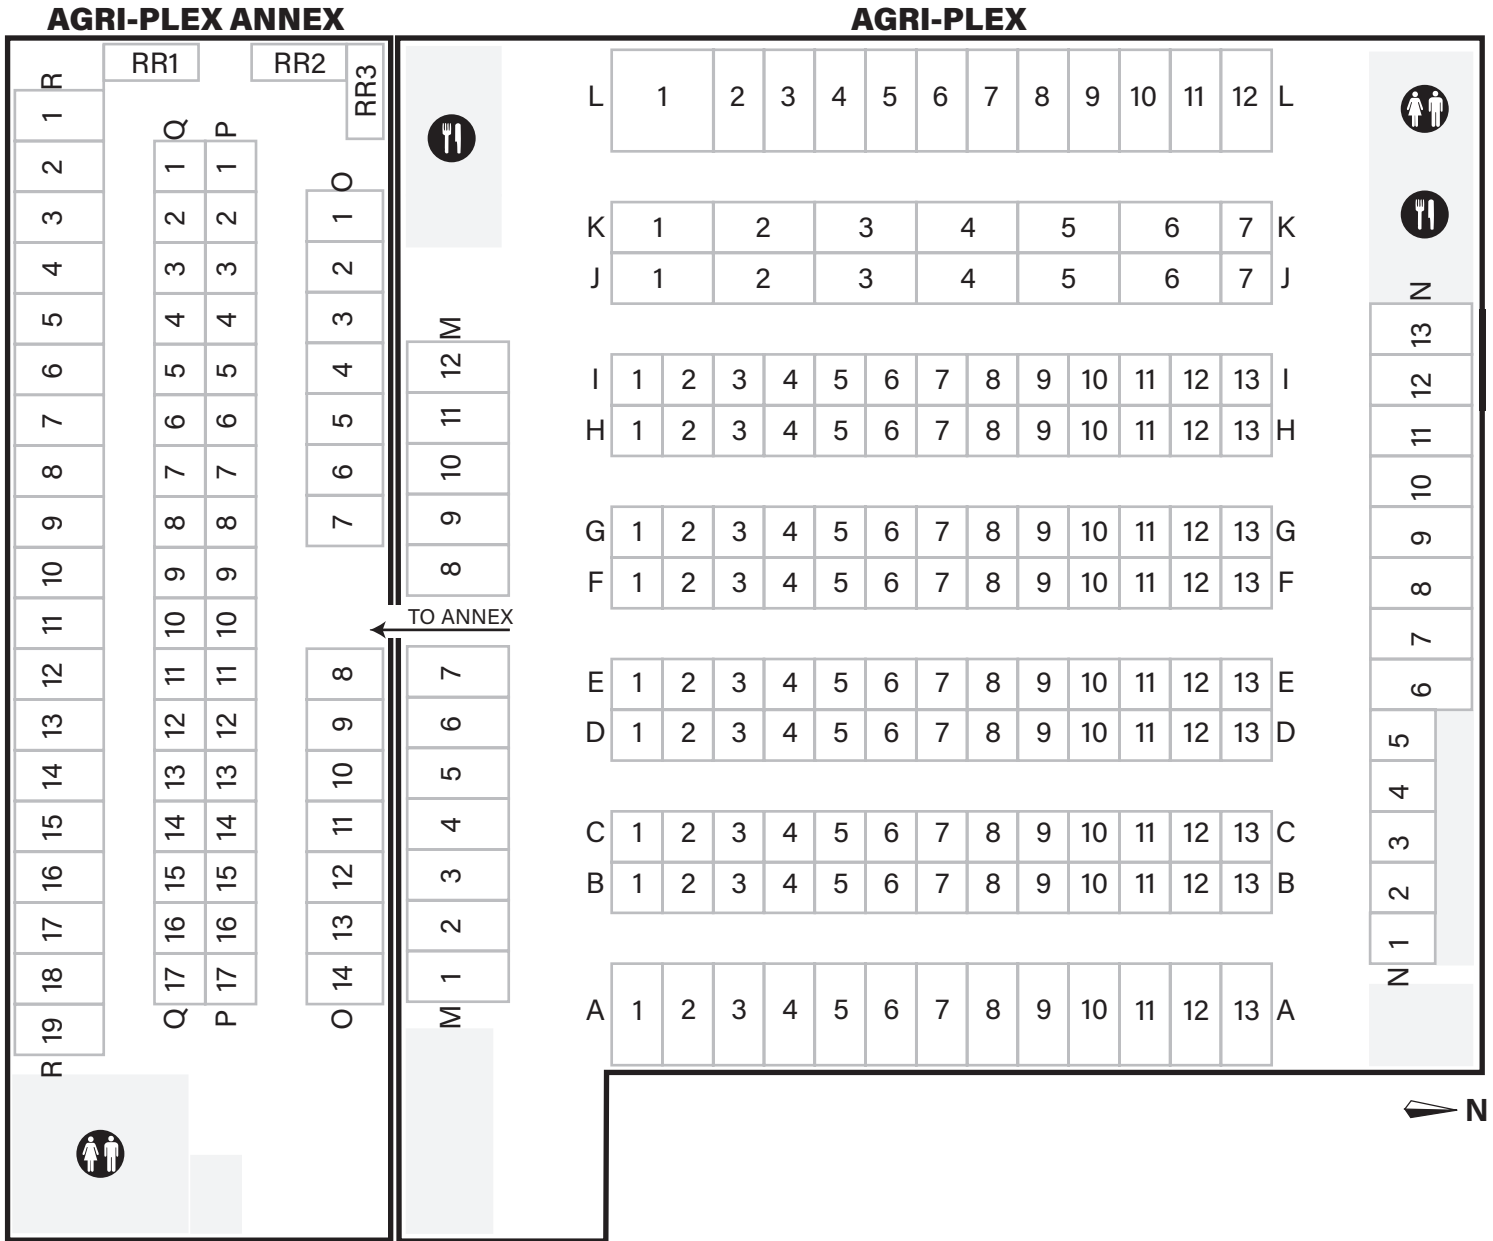 AGRI-PLEX ANNEX
AGRI-PLEX
RR1
RR2
RR3
R
1
2
3
4
5
6
7
8
9
10
11
12
13
14
15
16
17
18
19
R
Q
1
2
3
4
5
6
7
8
9
10
11
12
13
14
15
16
17
Q
P
1
2
3
4
5
6
7
8
9
10
11
12
13
14
15
16
17
P
O
1
2
3
4
5
6
7
8
9
10
11
12
13
14
O
M
12
11
10
9
8
TO ANNEX
7
6
5
4
3
2
1
M
L 1 2 3 4 5 6 7 8 9 10 11 12 L
K 1 2 3 4 5 6 7 K
J 1 2 3 4 5 6 7 J
I 1 2 3 4 5 6 7 8 9 10 11 12 13 I
H 1 2 3 4 5 6 7 8 9 10 11 12 13 H
G 1 2 3 4 5 6 7 8 9 10 11 12 13 G
F 1 2 3 4 5 6 7 8 9 10 11 12 13 F
E 1 2 3 4 5 6 7 8 9 10 11 12 13 E
D 1 2 3 4 5 6 7 8 9 10 11 12 13 D
C 1 2 3 4 5 6 7 8 9 10 11 12 13 C
B 1 2 3 4 5 6 7 8 9 10 11 12 13 B
A 1 2 3 4 5 6 7 8 9 10 11 12 13 A
N
13
12
11
10
9
8
7
6
5
4
3
2
1
N
N